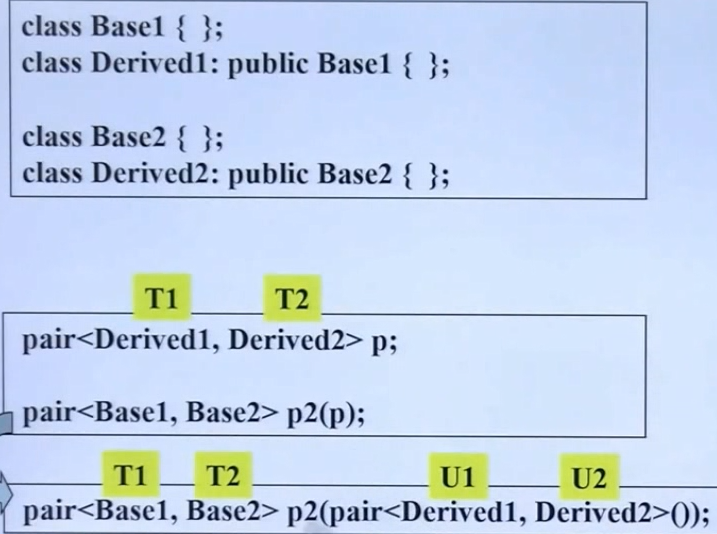 class Base1 { };
class Derived1: public Base1 { };
class Base2 { };
class Derived2: public Base2 { };
T1 T2
pair<Derived1, Derived2> p;
pair<Base1, Base2> p2(p);
T1 T2 U1 U2
pair<Base1, Base2> p2(pair<Derived1, Derived2>());